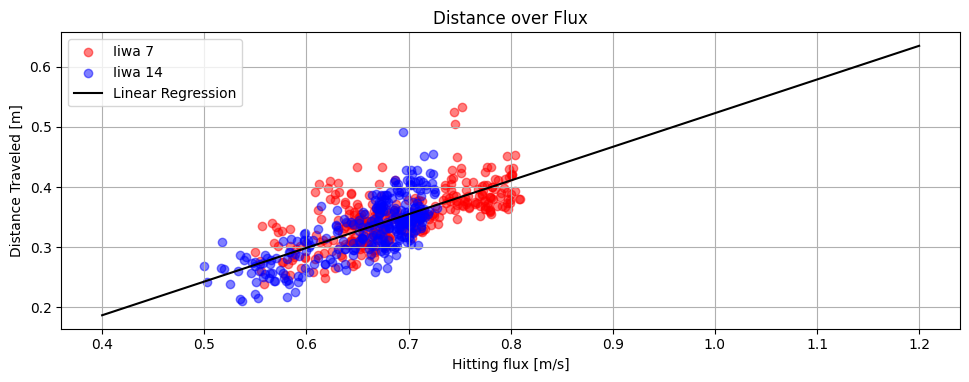 Distance over Flux
Iiwa 7
Iiwa 14
Linear Regression
Distance Traveled [m]
0.6
0.5
0.4
0.3
0.2
0.4 0.5 0.6 0.7 0.8 0.9 1.0 1.1 1.2
Hitting flux [m/s]